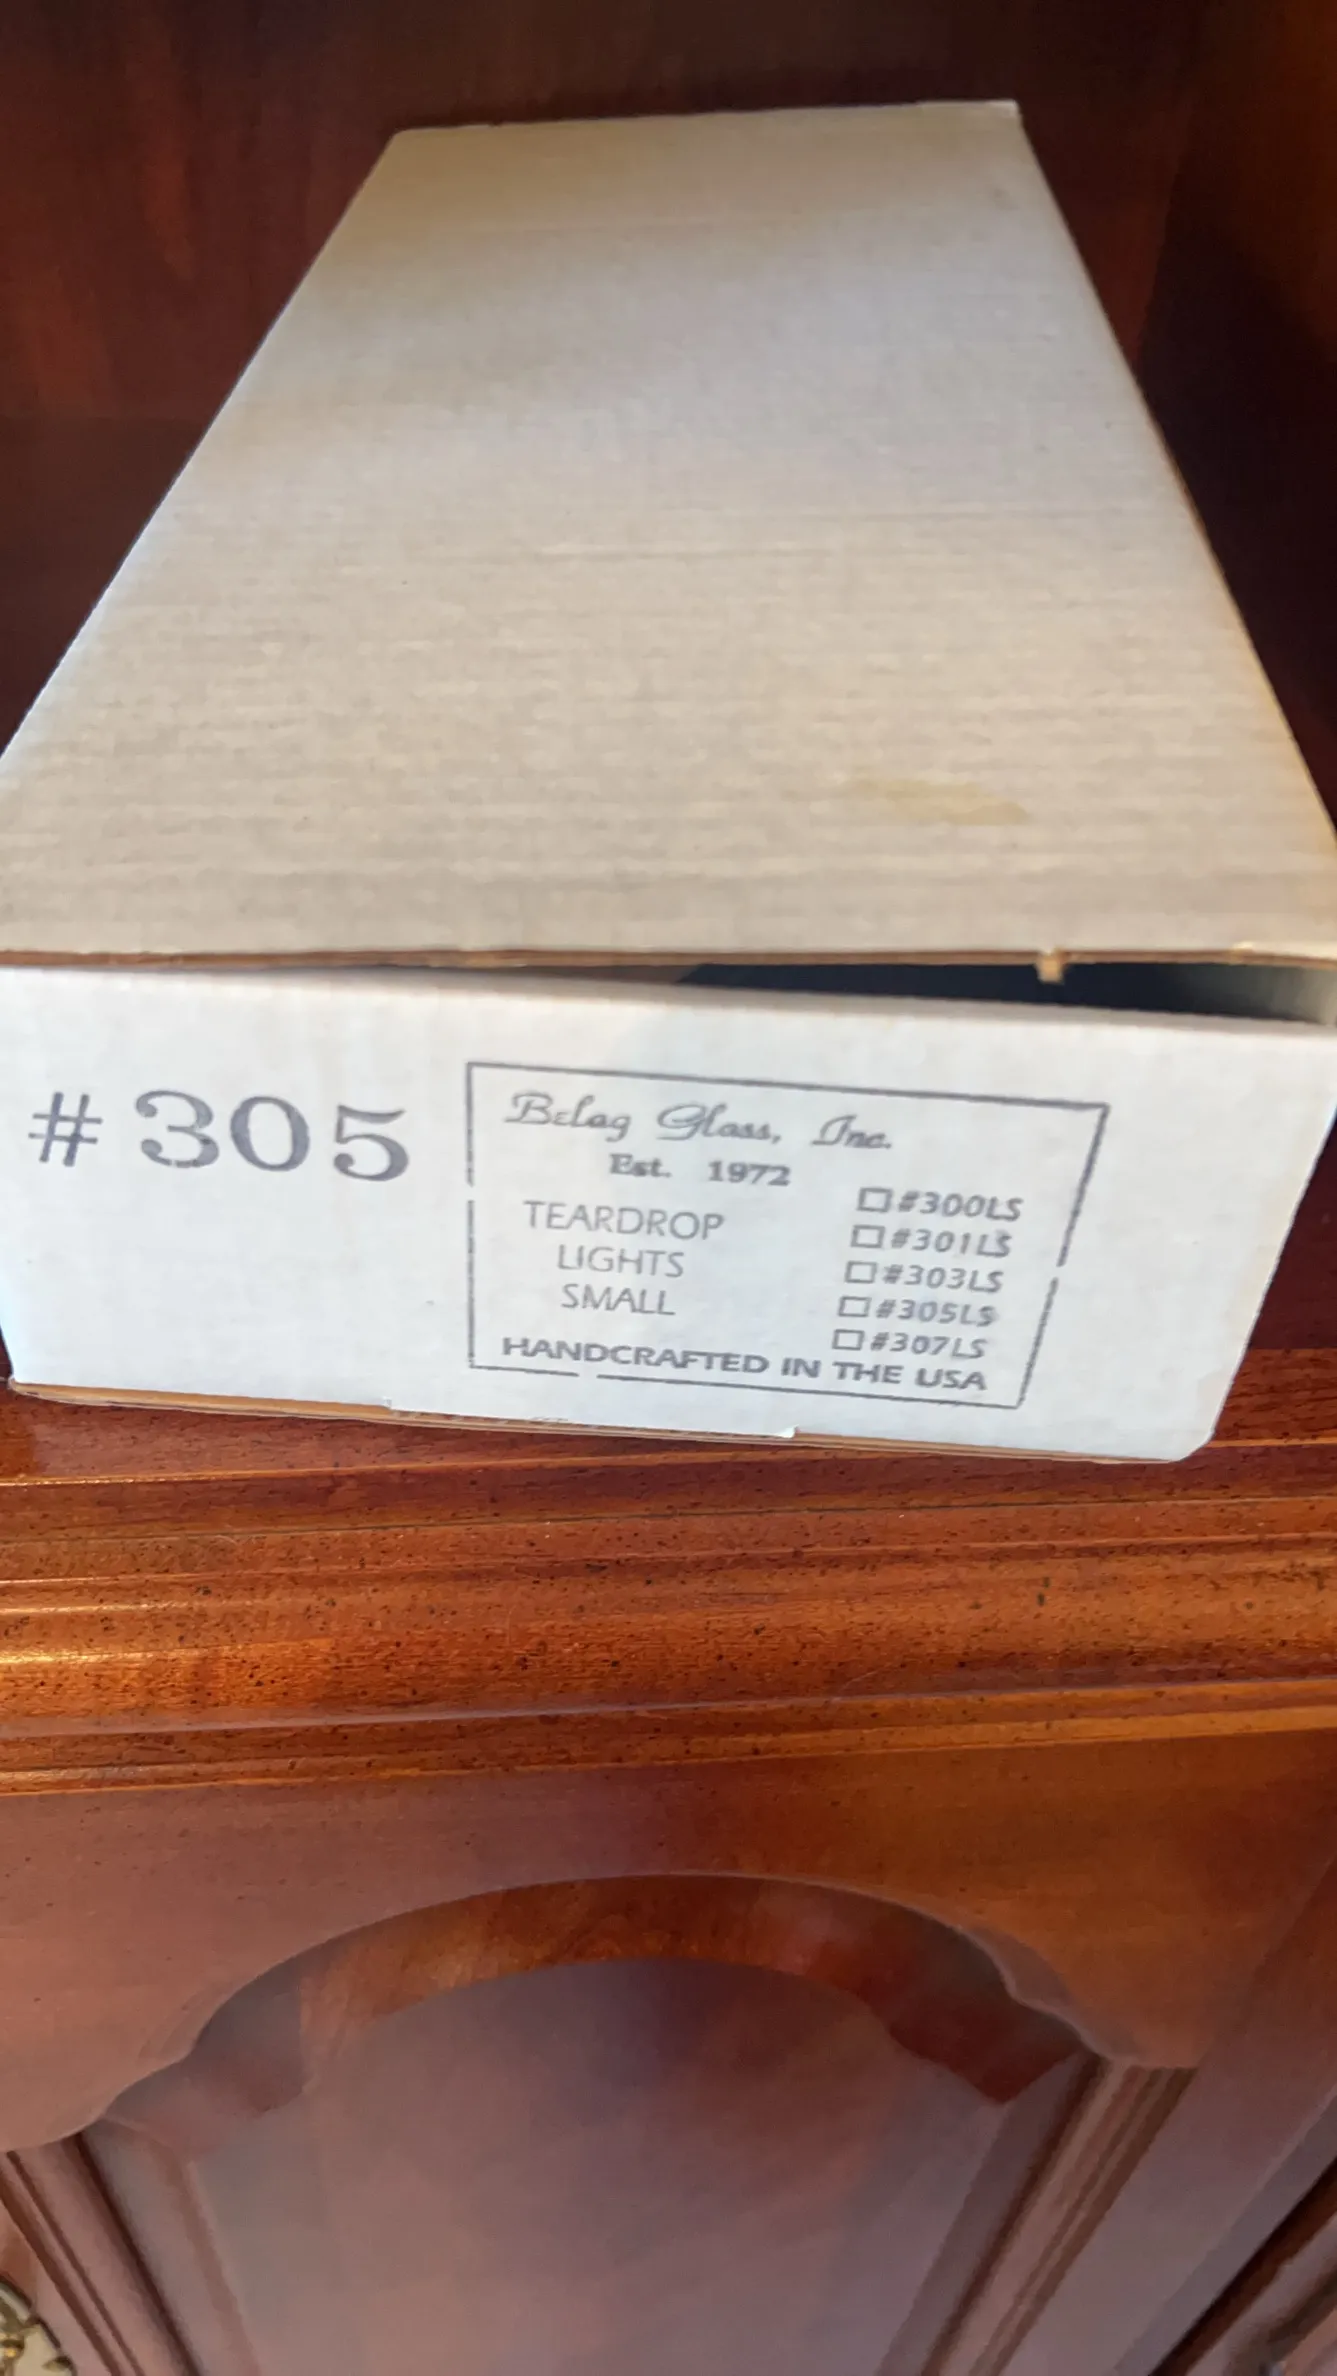 #305
Belag Glass, Inc.
Est. 1972
TEARDROP
LIGHTS
SMALL
☐#300LS
☐#301LS
☐#303LS
☐#305LS
☐#307LS
HANDCRAFTED IN THE USA